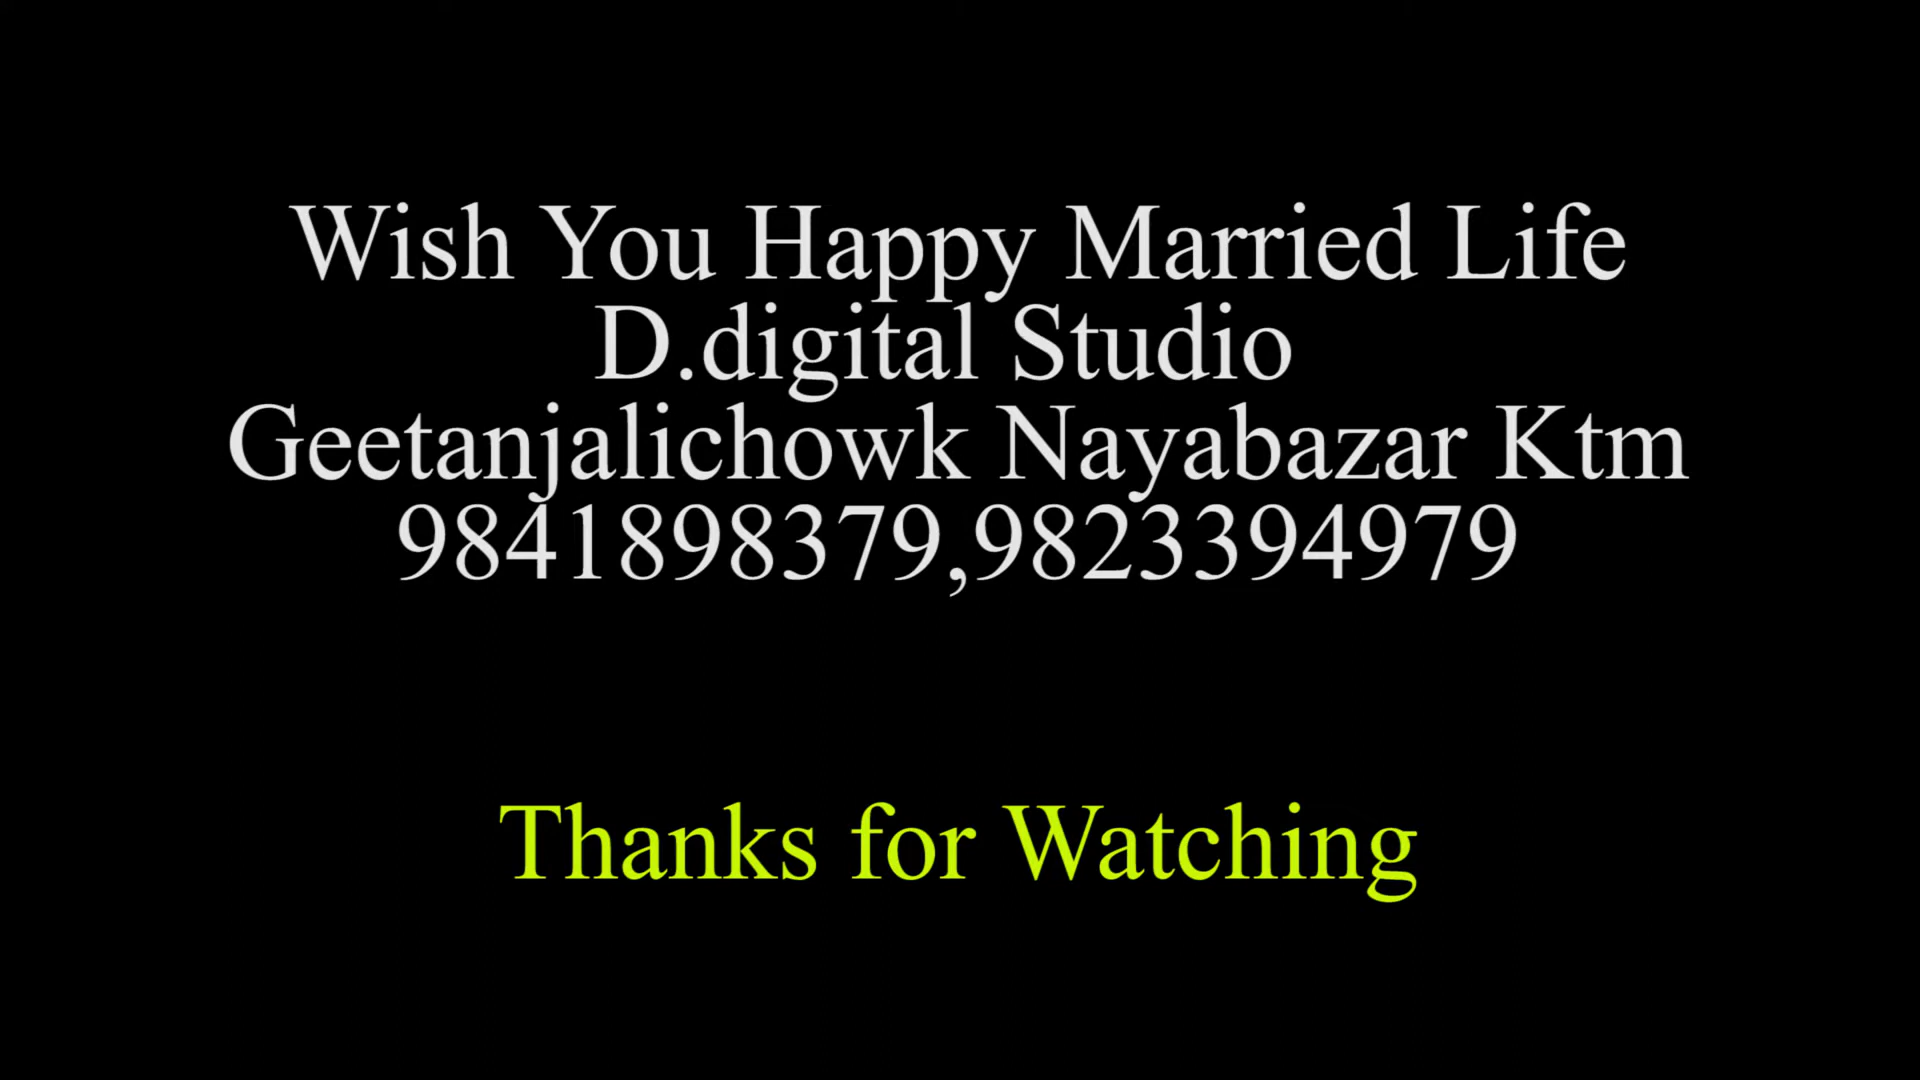 Wish You Happy Married Life
D.digital Studio
Geetanjalichowk Nayabazar Ktm
9841898379,9823394979
Thanks for Watching